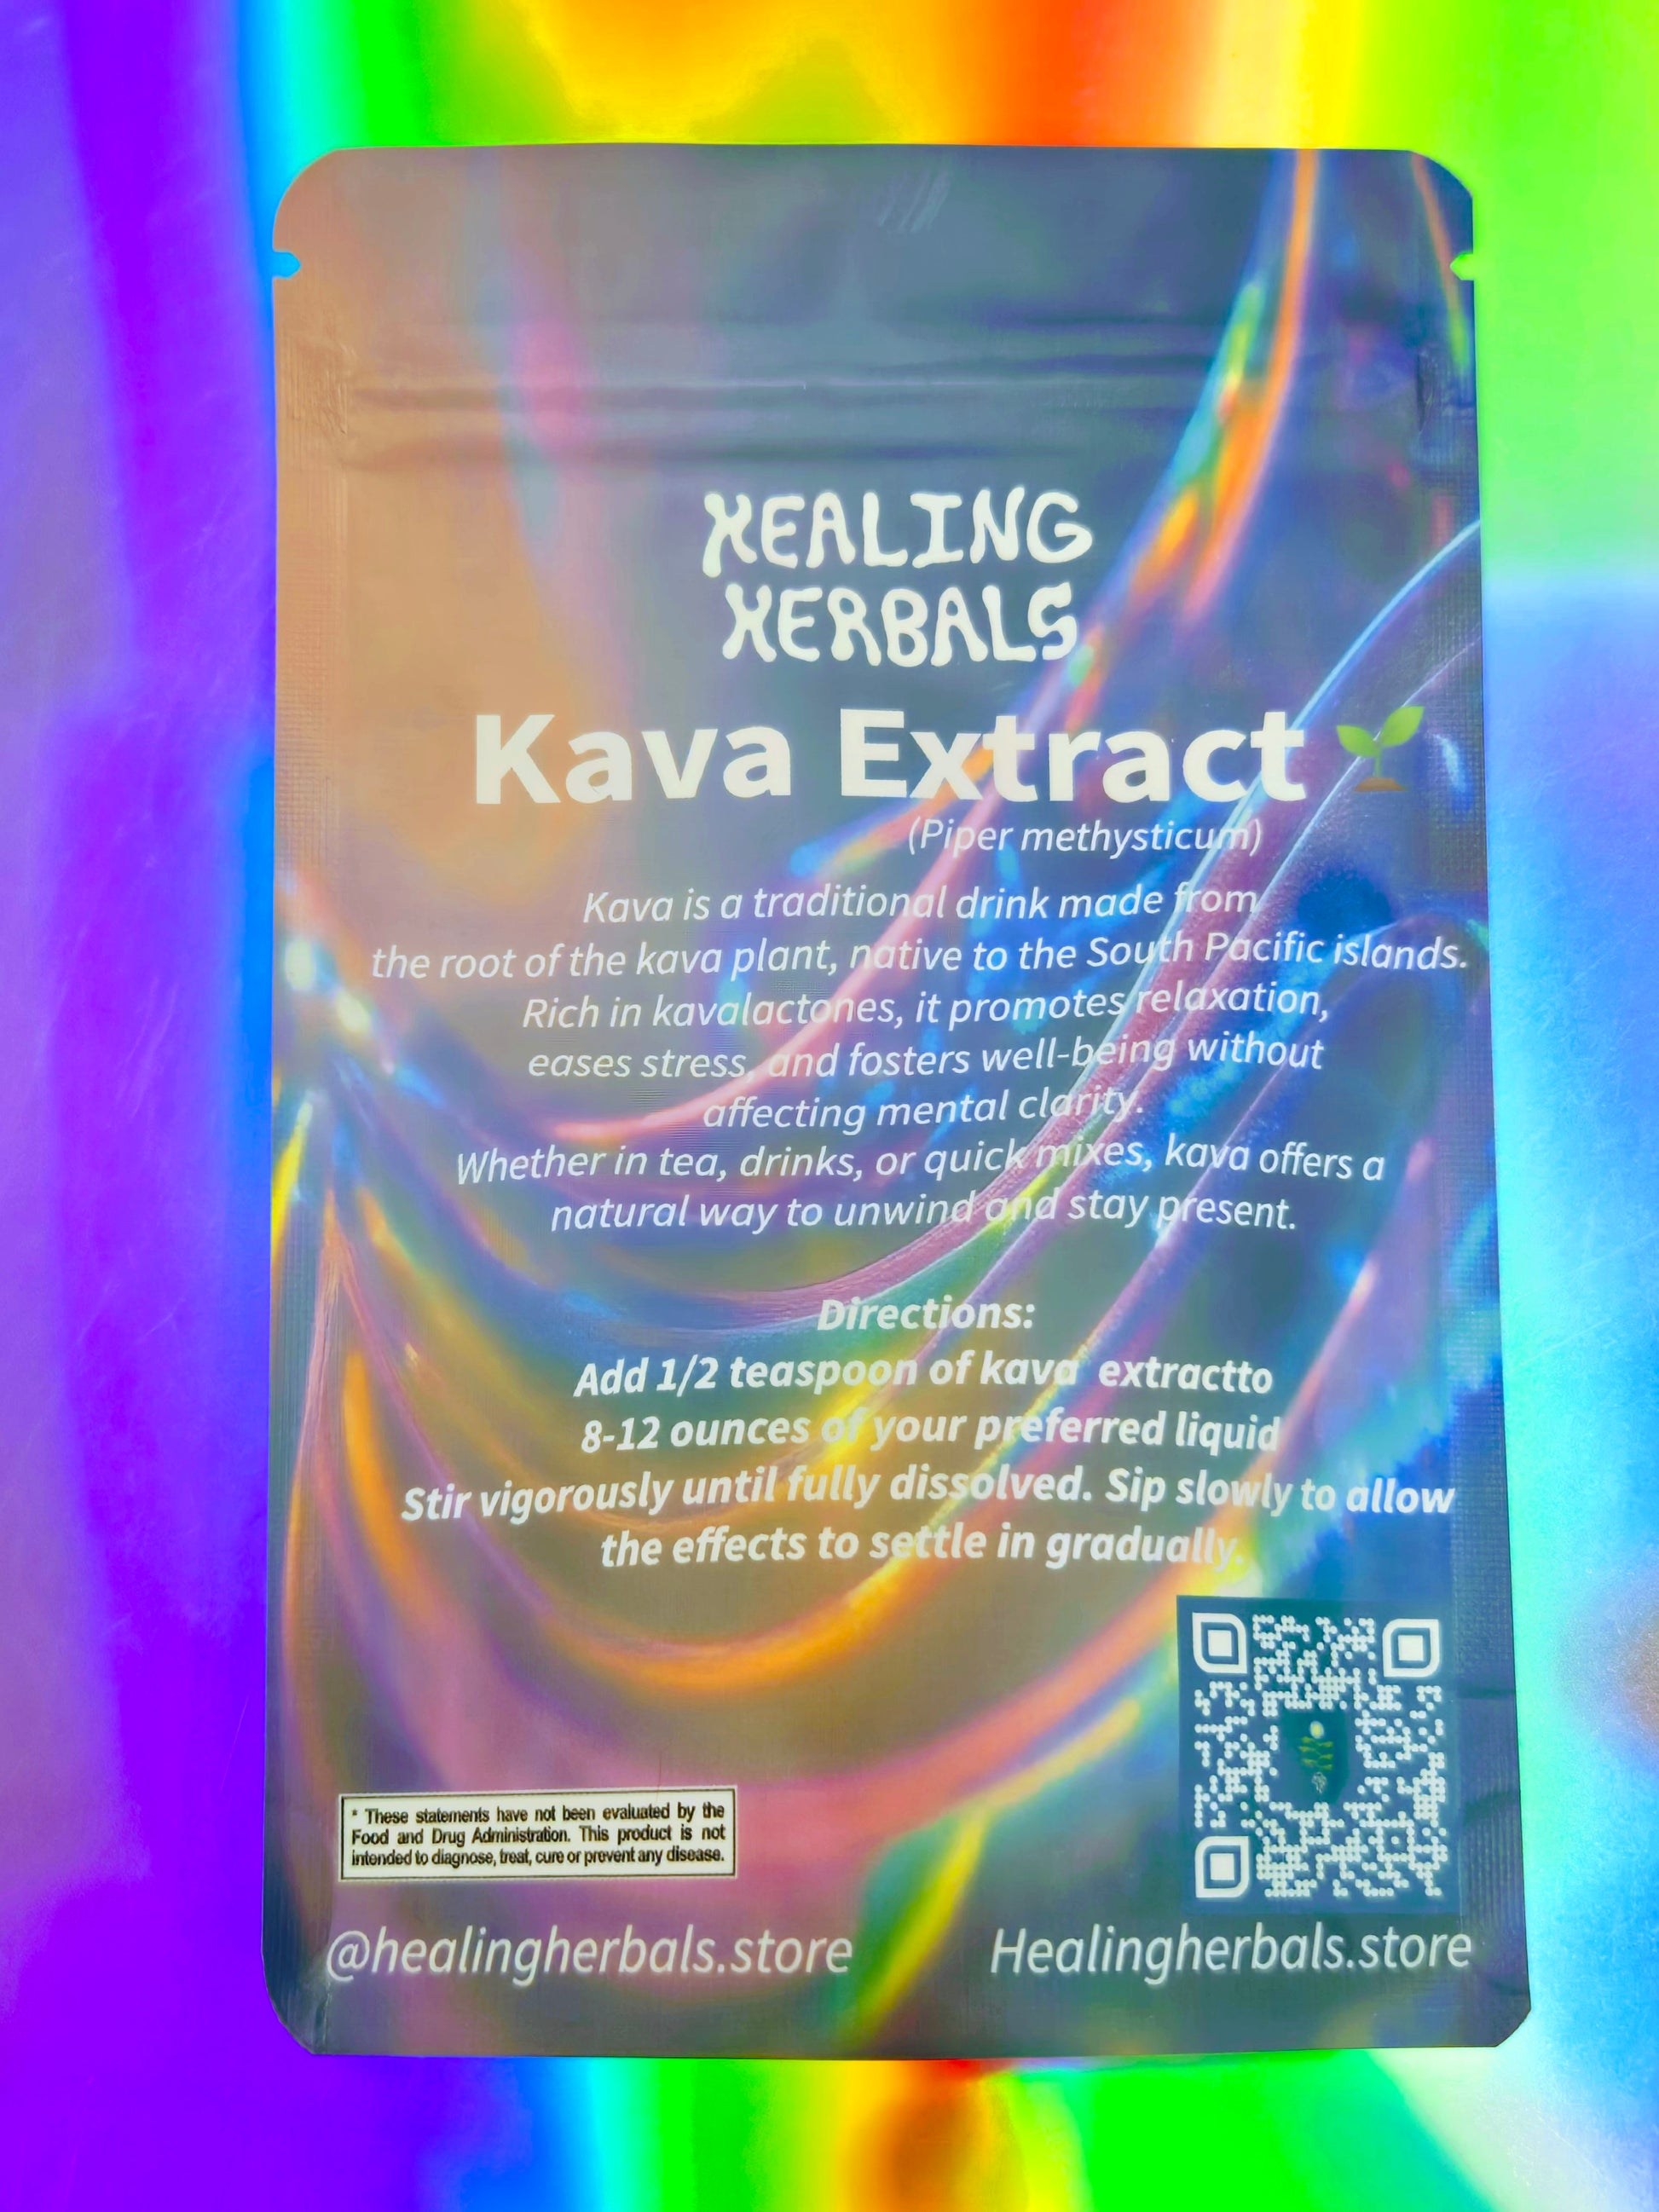 HEALING
HERBALS
Kava Extract
(Piper methysticum)
Kava is a traditional drink made from
the root of the kava plant, native to the South Pacific islands.
Rich in kavalactones, it promotes relaxation,
eases stress, and fosters well-being without
affecting mental clarity.
Whether in tea, drinks, or quick mixes, kava offers a
natural way to unwind and stay present.
Directions:
Add 1/2 teaspoon of kava extractto
8-12 ounces of your preferred liquid
Stir vigorously until fully dissolved. Sip slowly to allow
the effects to settle in gradually.
* These statements have not been evaluated by the
Food and Drug Administration. This product is not
intended to diagnose, treat, cure or prevent any disease.
@healingherbals.store
Healingherbals.store